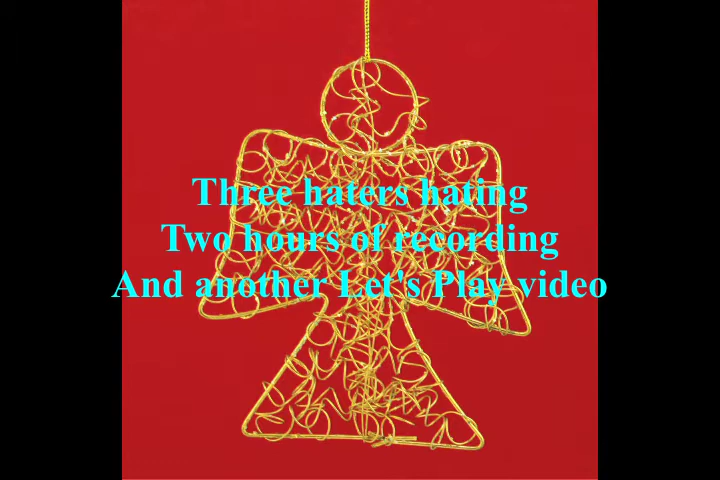 Three haters hating
Two hours of recording
And another Let's Play video